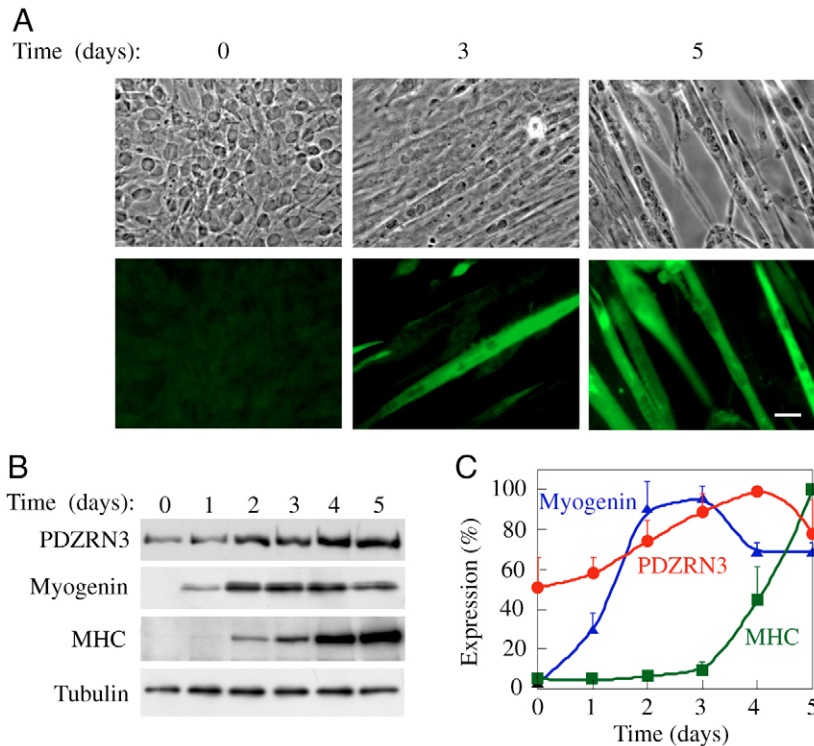 A
Time (days): 0 3 5
B
Time (days): 0 1 2 3 4 5
PDZRN3
Myogenin
MHC
Tubulin
C
Expression (%)
100
80
60
40
20
0
Myogenin
PDZRN3
MHC
0 1 2 3 4 5
Time (days)